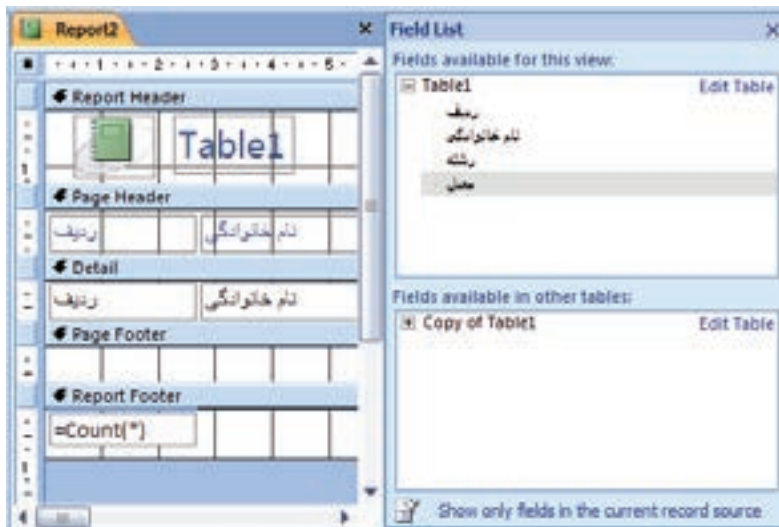 Report2
Report Header
Table1
Page Header
ردیف
نام خانوادگی
Detail
ردیف
نام خانوادگی
Page Footer
Report Footer
=Count(*)
Field List
Fields available for this view:
Table1 Edit Table
ردیف
نام خانوادگی
رشته
معدل
Fields available in other tables:
Copy of Table1 Edit Table
Show only fields in the current record source